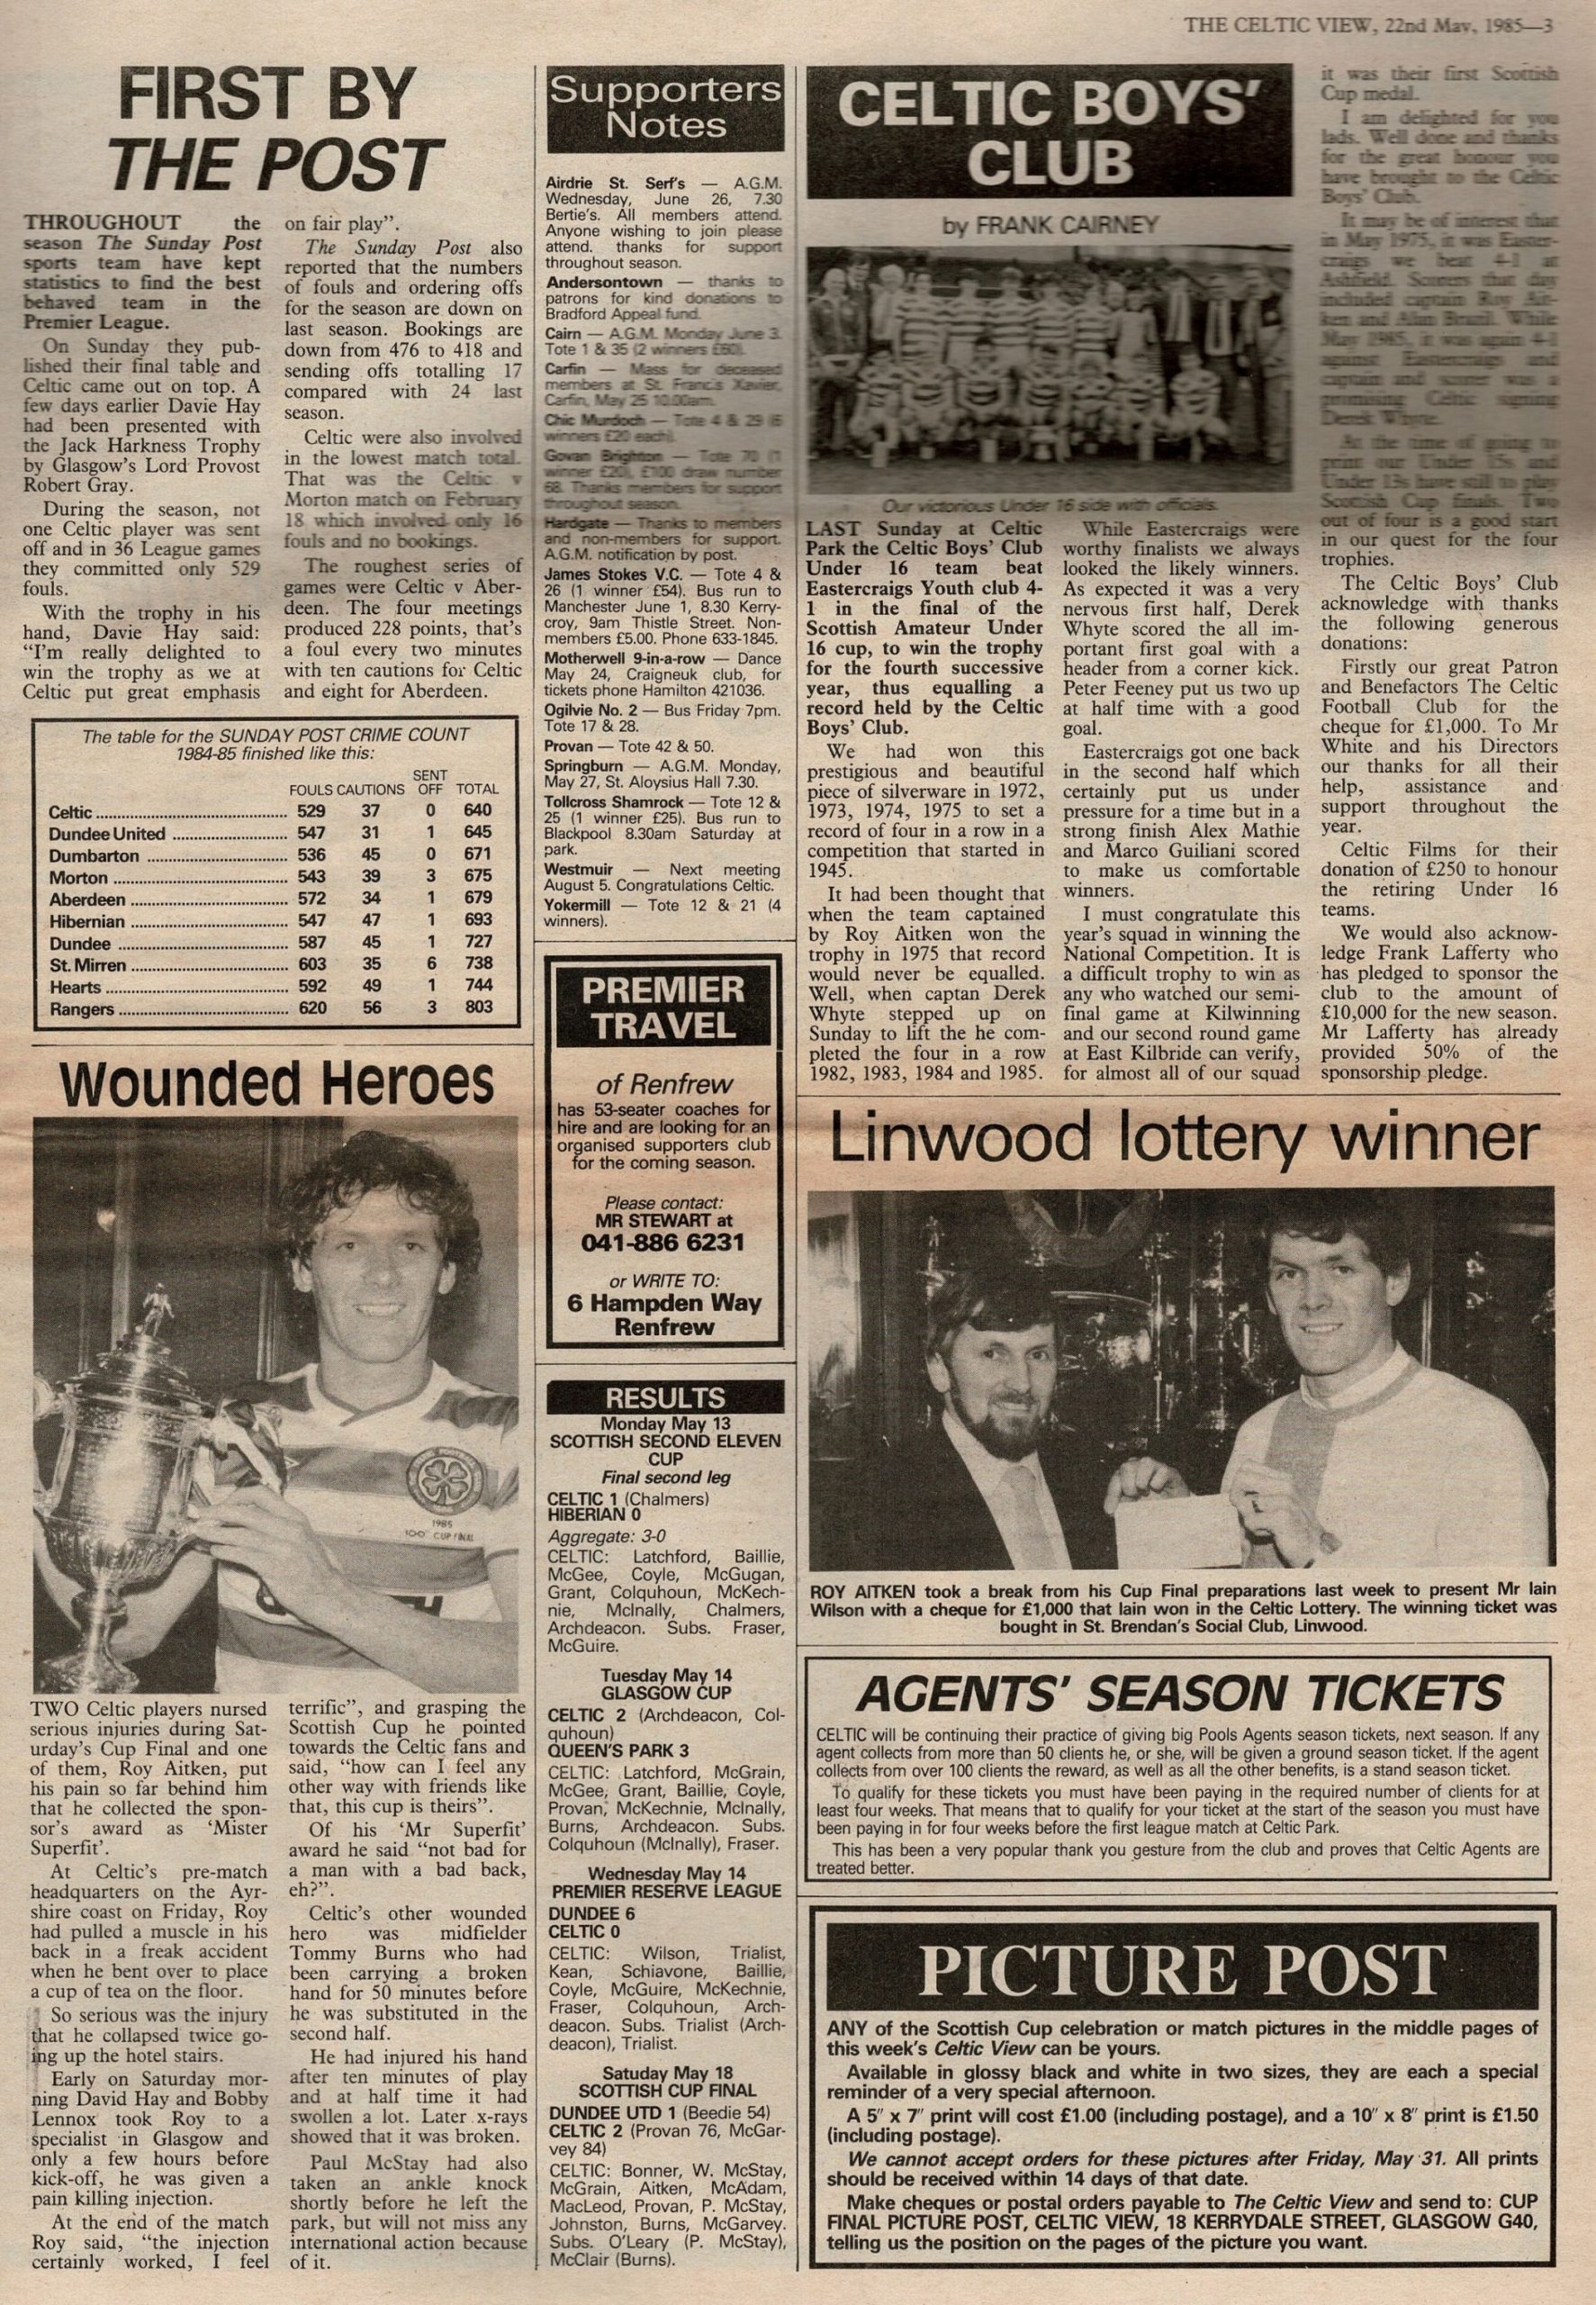 THE CELTIC VIEW, 22nd May, 1985—3
FIRST BY
THE POST
THROUGHOUT the
season The Sunday Post
sports team have kept
statistics to find the best
behaved team in the
Premier League.
On Sunday they pub-
lished their final table and
Celtic came out on top. A
few days earlier Davie Hay
had been presented with
the Jack Harkness Trophy
by Glasgow's Lord Provost
Robert Gray.
During the season, not
one Celtic player was sent
off and in 36 League games
they committed only 529
fouls.
With the trophy in his
hand, Davie Hay said:
"I'm really delighted to
win the trophy as we at
Celtic put great emphasis
on fair play".
The Sunday Post also
reported that the numbers
of fouls and ordering offs
for the season are down on
last season. Bookings are
down from 476 to 418 and
sending offs totalling 17
compared with 24 last
season.
Celtic were also involved
in the lowest match total.
That was the Celtic v
Morton match on February
18 which involved only 16
fouls and no bookings.
The roughest series of
games were Celtic v Aber-
deen. The four meetings
produced 228 points, that's
a foul every two minutes
with ten cautions for Celtic
and eight for Aberdeen.
The table for the SUNDAY POST CRIME COUNT
1984-85 finished like this:
FOULS CAUTIONS SENT OFF TOTAL
Celtic 529 37 0 640
Dundee United 547 31 1 645
Dumbarton 536 45 0 671
Morton 543 39 3 675
Aberdeen 572 34 1 679
Hibernian 547 47 1 693
Dundee 587 45 1 727
St. Mirren 603 35 6 738
Hearts 592 49 1 744
Rangers 620 56 3 803
Wounded Heroes
1985
100th CUP FINAL
TWO Celtic players nursed
serious injuries during Sat-
urday's Cup Final and one
of them, Roy Aitken, put
his pain so far behind him
that he collected the spon-
sor's award as 'Mister
Superfit'.
At Celtic's pre-match
headquarters on the Ayr-
shire coast on Friday, Roy
had pulled a muscle in his
back in a freak accident
when he bent over to place
a cup of tea on the floor.
So serious was the injury
that he collapsed twice go-
ing up the hotel stairs.
Early on Saturday mor-
ning David Hay and Bobby
Lennox took Roy to a
specialist in Glasgow and
only a few hours before
kick-off, he was given a
pain killing injection.
At the end of the match
Roy said, "the injection
certainly worked, I feel
terrific", and grasping the
Scottish Cup he pointed
towards the Celtic fans and
said, "how can I feel any
other way with friends like
that, this cup is theirs".
Of his 'Mr Superfit'
award he said "not bad for
a man with a bad back,
eh?".
Celtic's other wounded
hero was midfielder
Tommy Burns who had
been carrying a broken
hand for 50 minutes before
he was substituted in the
second half.
He had injured his hand
after ten minutes of play
and at half time it had
swollen a lot. Later x-rays
showed that it was broken.
Paul McStay had also
taken an ankle knock
shortly before he left the
park, but will not miss any
international action because
of it.
Supporters
Notes
Airdrie St. Serf's — A.G.M.
Wednesday, June 26, 7.30
Bertie's. All members attend.
Anyone wishing to join please
attend. thanks for support
throughout season.
Andersontown — thanks to
patrons for kind donations to
Bradford Appeal fund.
Cairn — A.G.M. Monday June 3.
Tote 1 & 35 (2 winners £60).
Carfin — Mass for deceased
members at St. Francis Xavier,
Carfin, May 25 10.00am.
Chic Murdoch — Tote 4 & 29 (6
winners £20 each).
Govan Brighton — Tote 70 (1
winner £20). £100 draw number
68. Thanks members for support
throughout season.
Hardgate — Thanks to members
and non-members for support.
A.G.M. notification by post.
James Stokes V.C. — Tote 4 &
26 (1 winner £54). Bus run to
Manchester June 1, 8.30 Kerry-
croy, 9am Thistle Street. Non-
members £5.00. Phone 633-1845.
Motherwell 9-in-a-row — Dance
May 24, Craigneuk club, for
tickets phone Hamilton 421036.
Ogilvie No. 2 — Bus Friday 7pm.
Tote 17 & 28.
Provan — Tote 42 & 50.
Springburn — A.G.M. Monday,
May 27, St. Aloysius Hall 7.30.
Tollcross Shamrock — Tote 12 &
25 (1 winner £25). Bus run to
Blackpool 8.30am Saturday at
park.
Westmuir — Next meeting
August 5. Congratulations Celtic.
Yokermill — Tote 12 & 21 (4
winners).
PREMIER
TRAVEL
of Renfrew
has 53-seater coaches for
hire and are looking for an
organised supporters club
for the coming season.
Please contact:
MR STEWART at
041-886 6231
or WRITE TO:
6 Hampden Way
Renfrew
RESULTS
Monday May 13
SCOTTISH SECOND ELEVEN
CUP
Final second leg
CELTIC 1 (Chalmers)
HIBERIAN 0
Aggregate: 3-0
CELTIC: Latchford, Baillie,
McGee, Coyle, McGugan,
Grant, Colquhoun, McKech-
nie, McInally, Chalmers,
Archdeacon. Subs. Fraser,
McGuire.
Tuesday May 14
GLASGOW CUP
CELTIC 2 (Archdeacon, Col-
quhoun)
QUEEN'S PARK 3
CELTIC: Latchford, McGrain,
McGee, Grant, Baillie, Coyle,
Provan, McKechnie, McInally,
Burns, Archdeacon. Subs.
Colquhoun (McInally), Fraser.
Wednesday May 14
PREMIER RESERVE LEAGUE
DUNDEE 6
CELTIC 0
CELTIC: Wilson, Trialist,
Kean, Schiavone, Baillie,
Coyle, McGuire, McKechnie,
Fraser, Colquhoun, Arch-
deacon. Subs. Trialist (Arch-
deacon), Trialist.
Satuday May 18
SCOTTISH CUP FINAL
DUNDEE UTD 1 (Beedie 54)
CELTIC 2 (Provan 76, McGar-
vey 84)
CELTIC: Bonner, W. McStay,
McGrain, Aitken, McAdam,
MacLeod, Provan, P. McStay,
Johnston, Burns, McGarvey.
Subs. O'Leary (P. McStay),
McClair (Burns).
CELTIC BOYS'
CLUB
by FRANK CAIRNEY
Our victorious Under 16 side with officials.
LAST Sunday at Celtic
Park the Celtic Boys' Club
Under 16 team beat
Eastercraigs Youth club 4-
1 in the final of the
Scottish Amateur Under
16 cup, to win the trophy
for the fourth successive
year, thus equalling a
record held by the Celtic
Boys' Club.
We had won this
prestigious and beautiful
piece of silverware in 1972,
1973, 1974, 1975 to set a
record of four in a row in a
competition that started in
1945.
It had been thought that
when the team captained
by Roy Aitken won the
trophy in 1975 that record
would never be equalled.
Well, when captan Derek
Whyte stepped up on
Sunday to lift the he com-
pleted the four in a row
1982, 1983, 1984 and 1985.
While Eastercraigs were
worthy finalists we always
looked the likely winners.
As expected it was a very
nervous first half, Derek
Whyte scored the all im-
portant first goal with a
header from a corner kick.
Peter Feeney put us two up
at half time with a good
goal.
Eastercraigs got one back
in the second half which
certainly put us under
pressure for a time but in a
strong finish Alex Mathie
and Marco Guiliani scored
to make us comfortable
winners.
I must congratulate this
year's squad in winning the
National Competition. It is
a difficult trophy to win as
any who watched our semi-
final game at Kilwinning
and our second round game
at East Kilbride can verify,
for almost all of our squad
it was their first Scottish
Cup medal.
I am delighted for you
lads. Well done and thanks
for the great honour you
have brought to the Celtic
Boys' Club.
It may be of interest that
in May 1975, it was Easter-
craigs we beat 4-1 at
Ashfield. Scorers that day
included captain Roy Ait-
ken and Alan Brazil. While
May 1985, it was again 4-1
against Eastercraigs and
captain and scorer was a
promising Celtic signing
Derek Whyte.
At the time of going to
print our Under 15s and
Under 13s have still to play
Scottish Cup finals. Two
out of four is a good start
in our quest for the four
trophies.
The Celtic Boys' Club
acknowledge with thanks
the following generous
donations:
Firstly our great Patron
and Benefactors The Celtic
Football Club for the
cheque for £1,000. To Mr
White and his Directors
our thanks for all their
help, assistance and
support throughout the
year.
Celtic Films for their
donation of £250 to honour
the retiring Under 16
teams.
We would also acknow-
ledge Frank Lafferty who
has pledged to sponsor the
club to the amount of
£10,000 for the new season.
Mr Lafferty has already
provided 50% of the
sponsorship pledge.
Linwood lottery winner
ROY AITKEN took a break from his Cup Final preparations last week to present Mr Iain
Wilson with a cheque for £1,000 that Iain won in the Celtic Lottery. The winning ticket was
bought in St. Brendan's Social Club, Linwood.
AGENTS' SEASON TICKETS
CELTIC will be continuing their practice of giving big Pools Agents season tickets, next season. If any
agent collects from more than 50 clients he, or she, will be given a ground season ticket. If the agent
collects from over 100 clients the reward, as well as all the other benefits, is a stand season ticket.
To qualify for these tickets you must have been paying in the required number of clients for at
least four weeks. That means that to qualify for your ticket at the start of the season you must have
been paying in for four weeks before the first league match at Celtic Park.
This has been a very popular thank you gesture from the club and proves that Celtic Agents are
treated better.
PICTURE POST
ANY of the Scottish Cup celebration or match pictures in the middle pages of
this week's Celtic View can be yours.
Available in glossy black and white in two sizes, they are each a special
reminder of a very special afternoon.
A 5" x 7" print will cost £1.00 (including postage), and a 10" x 8" print is £1.50
(including postage).
We cannot accept orders for these pictures after Friday, May 31. All prints
should be received within 14 days of that date.
Make cheques or postal orders payable to The Celtic View and send to: CUP
FINAL PICTURE POST, CELTIC VIEW, 18 KERRYDALE STREET, GLASGOW G40,
telling us the position on the pages of the picture you want.